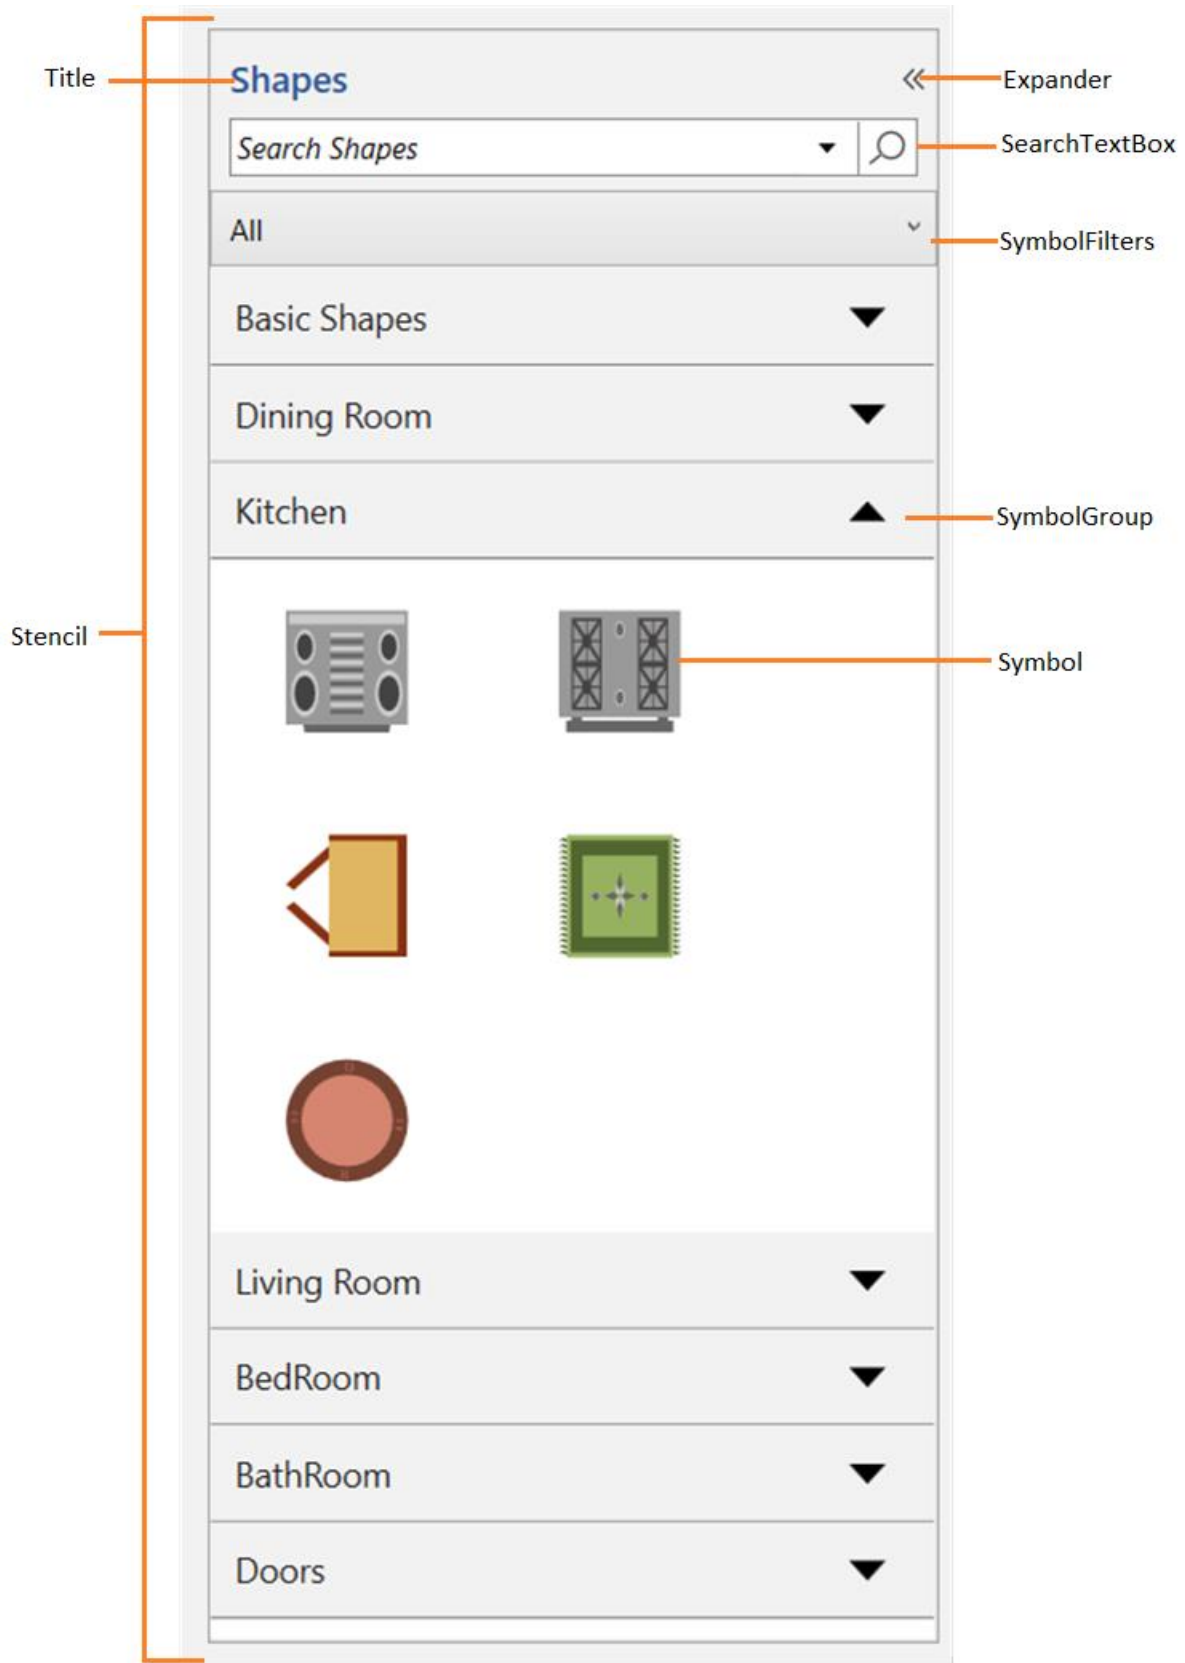 Title
Shapes
Expander
Search Shapes
SearchTextBox
All
SymbolFilters
Basic Shapes
Dining Room
Kitchen
SymbolGroup
Stencil
Symbol
Living Room
BedRoom
BathRoom
Doors